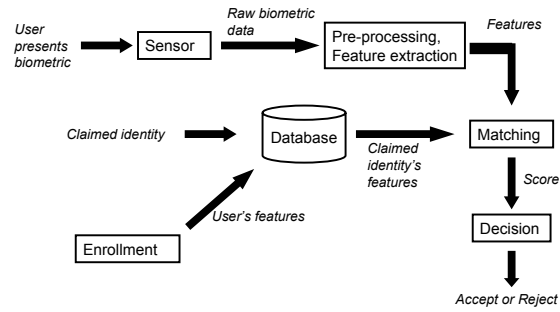 User
presents
biometric
Sensor
Raw biometric
data
Pre-processing,
Feature extraction
Features
Claimed identity
Database
Claimed
identity's
features
Matching
Score
User's features
Enrollment
Decision
Accept or Reject